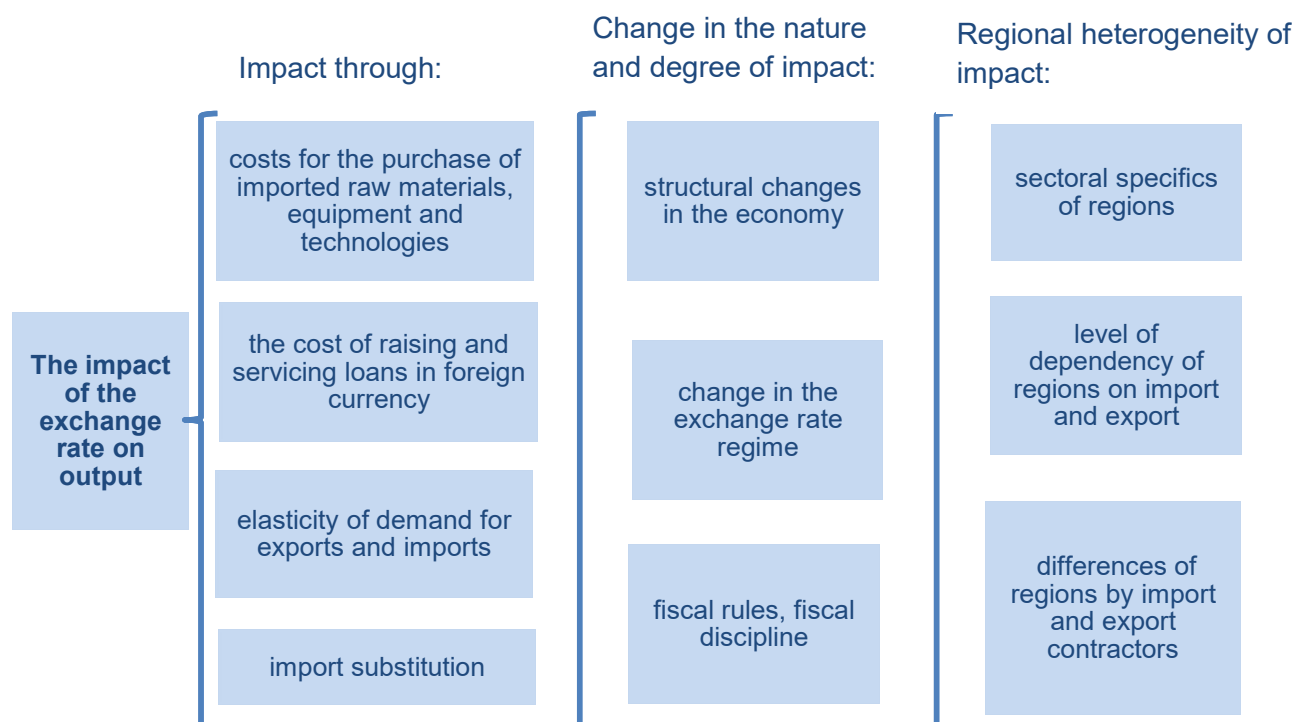 Impact through:
Change in the nature
and degree of impact:
Regional heterogeneity of
impact:
The impact
of the
exchange
rate on
output
costs for the purchase of
imported raw materials,
equipment and
technologies
the cost of raising and
servicing loans in foreign
currency
elasticity of demand for
exports and imports
import substitution
structural changes
in the economy
change in the
exchange rate
regime
fiscal rules, fiscal
discipline
sectoral specifics
of regions
level of
dependency of
regions on import
and export
differences of
regions by import
and export
contractors